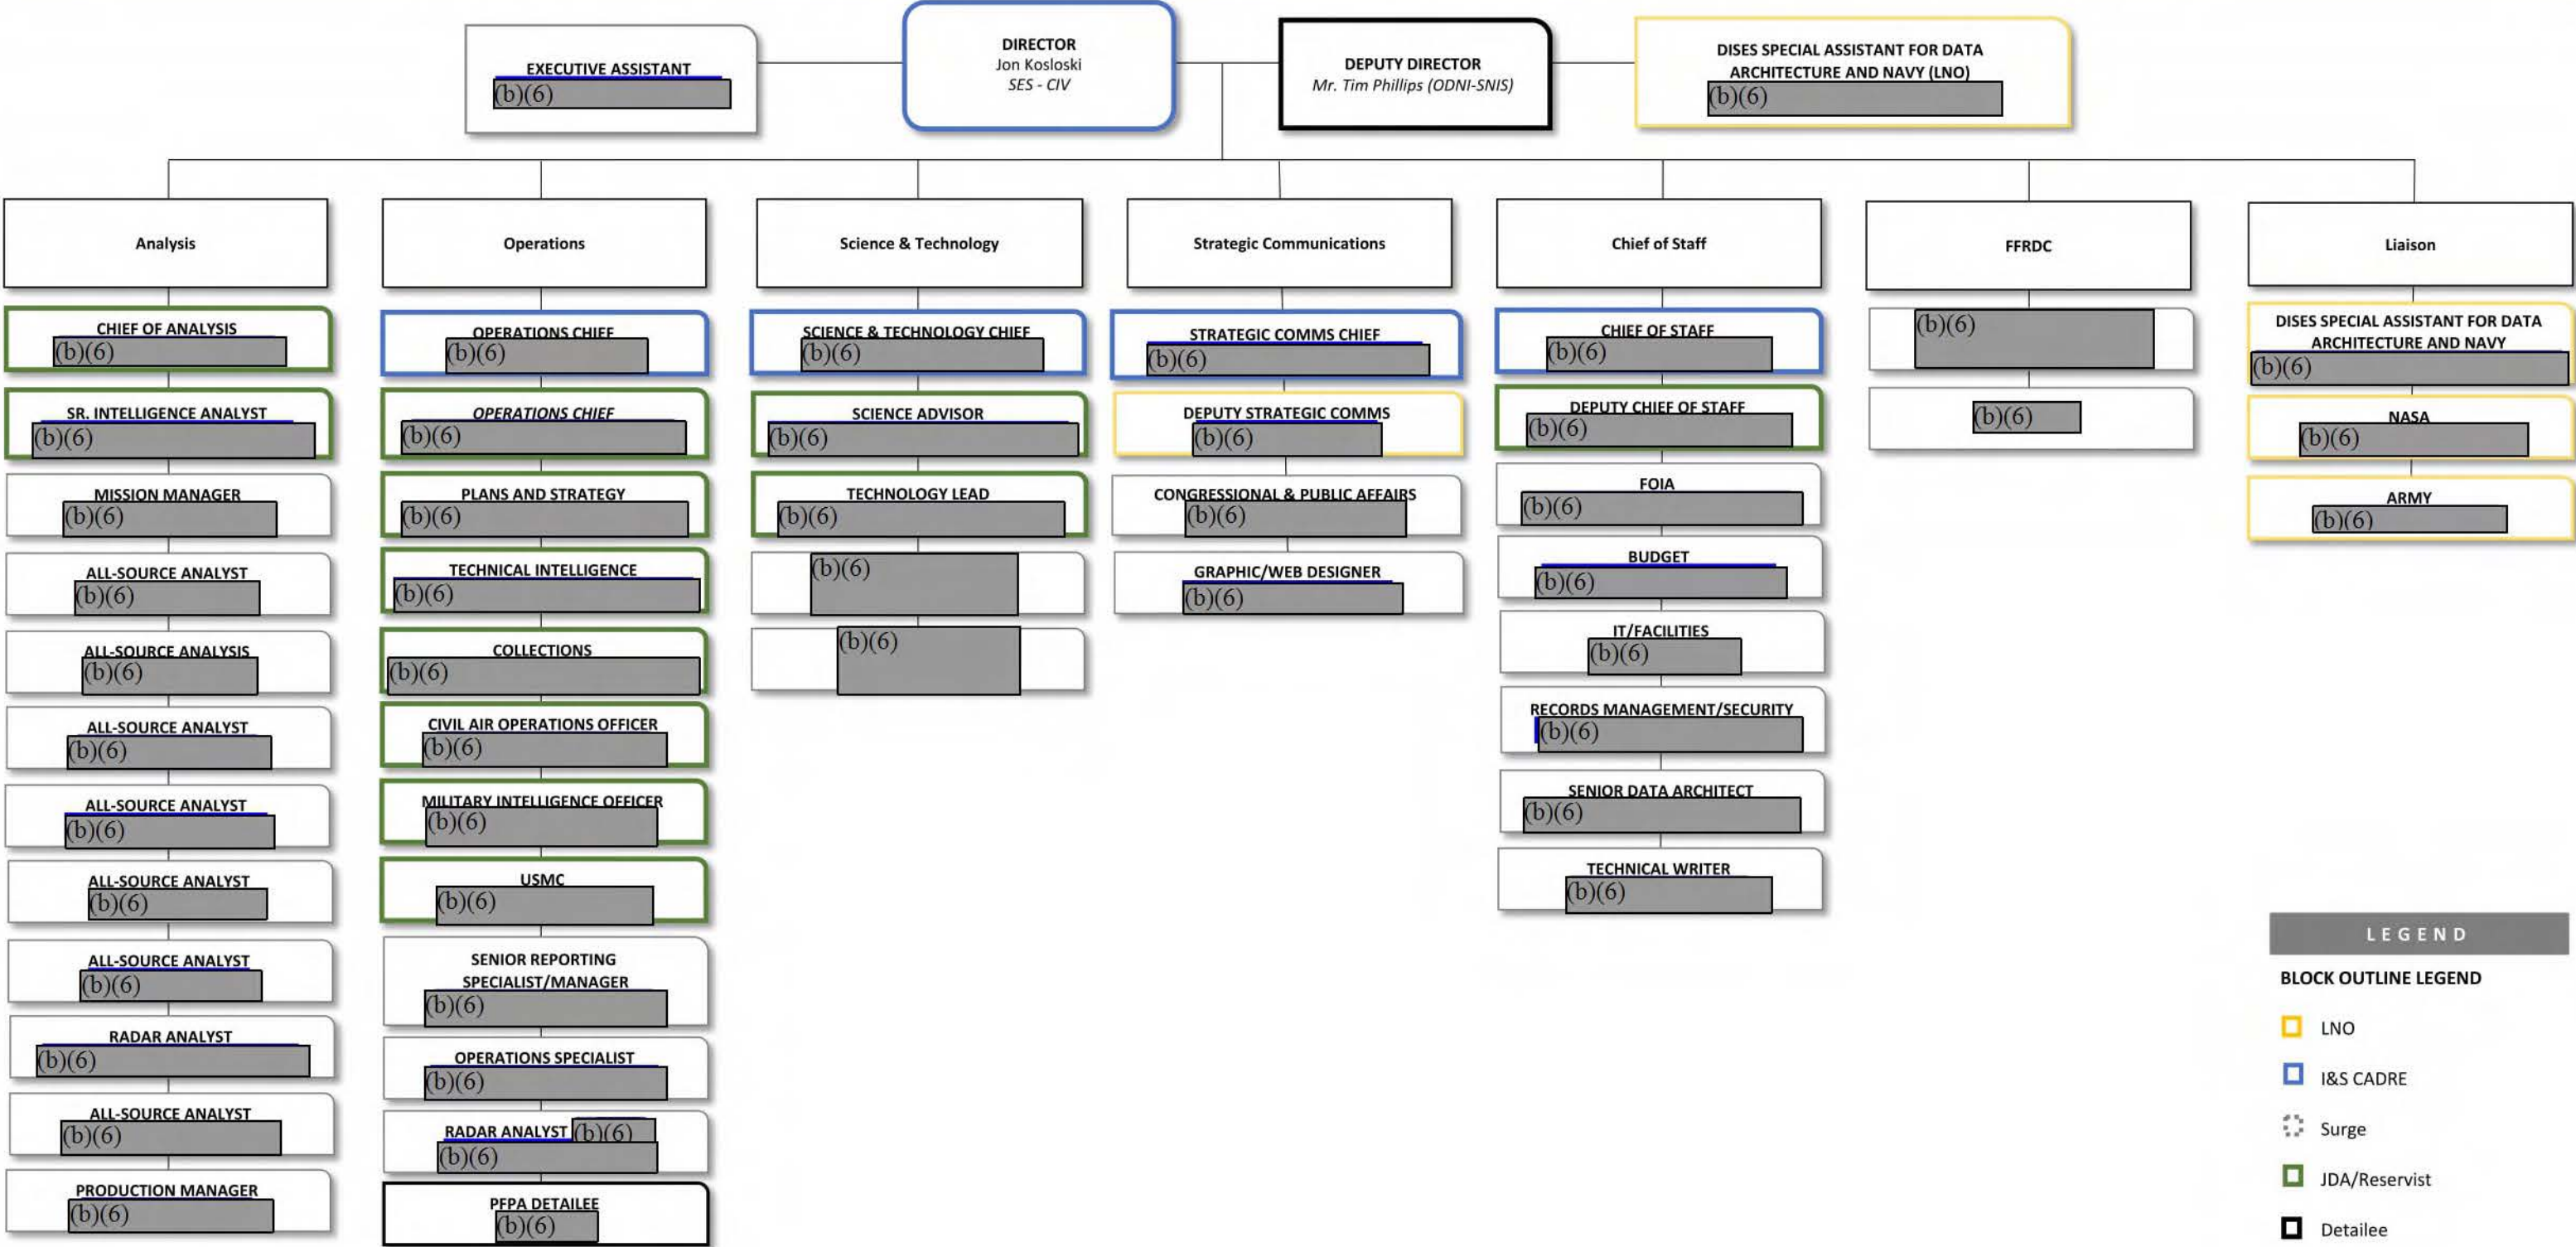 EXECUTIVE ASSISTANT
(b)(6)
DIRECTOR
Jon Kosloski
SES - CIV
DEPUTY DIRECTOR
Mr. Tim Phillips (ODNI-SNIS)
DISES SPECIAL ASSISTANT FOR DATA
ARCHITECTURE AND NAVY (LNO)
(b)(6)
Analysis
CHIEF OF ANALYSIS
(b)(6)
SR. INTELLIGENCE ANALYST
(b)(6)
MISSION MANAGER
(b)(6)
ALL-SOURCE ANALYST
(b)(6)
ALL-SOURCE ANALYSIS
(b)(6)
ALL-SOURCE ANALYST
(b)(6)
ALL-SOURCE ANALYST
(b)(6)
ALL-SOURCE ANALYST
(b)(6)
ALL-SOURCE ANALYST
(b)(6)
RADAR ANALYST
(b)(6)
ALL-SOURCE ANALYST
(b)(6)
PRODUCTION MANAGER
(b)(6)
Operations
OPERATIONS CHIEF
(b)(6)
OPERATIONS CHIEF
(b)(6)
PLANS AND STRATEGY
(b)(6)
TECHNICAL INTELLIGENCE
(b)(6)
COLLECTIONS
(b)(6)
CIVIL AIR OPERATIONS OFFICER
(b)(6)
MILITARY INTELLIGENCE OFFICER
(b)(6)
USMC
(b)(6)
SENIOR REPORTING
SPECIALIST/MANAGER
(b)(6)
OPERATIONS SPECIALIST
(b)(6)
RADAR ANALYST (b)(6)
(b)(6)
PFPA DETAILEE
(b)(6)
Science & Technology
SCIENCE & TECHNOLOGY CHIEF
(b)(6)
SCIENCE ADVISOR
(b)(6)
TECHNOLOGY LEAD
(b)(6)
(b)(6)
(b)(6)
Strategic Communications
STRATEGIC COMMS CHIEF
(b)(6)
DEPUTY STRATEGIC COMMS
(b)(6)
CONGRESSIONAL & PUBLIC AFFAIRS
(b)(6)
GRAPHIC/WEB DESIGNER
(b)(6)
Chief of Staff
CHIEF OF STAFF
(b)(6)
DEPUTY CHIEF OF STAFF
(b)(6)
FOIA
(b)(6)
BUDGET
(b)(6)
IT/FACILITIES
(b)(6)
RECORDS MANAGEMENT/SECURITY
(b)(6)
SENIOR DATA ARCHITECT
(b)(6)
TECHNICAL WRITER
(b)(6)
FFRDC
(b)(6)
(b)(6)
Liaison
DISES SPECIAL ASSISTANT FOR DATA
ARCHITECTURE AND NAVY
(b)(6)
NASA
(b)(6)
ARMY
(b)(6)
LEGEND
BLOCK OUTLINE LEGEND
LNO
I&S CADRE
Surge
JDA/Reservist
Detailee